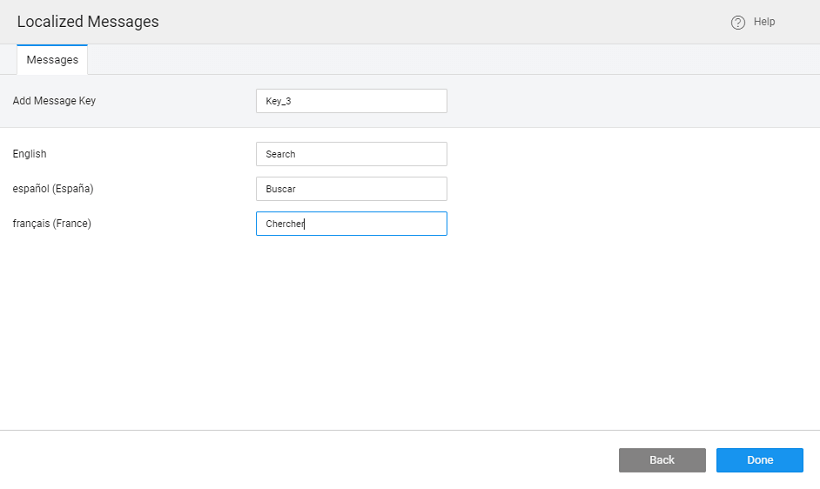 Localized Messages
Help
Messages
Add Message Key
Key_3
English
Search
español (España)
Buscar
français (France)
Chercher
Back
Done